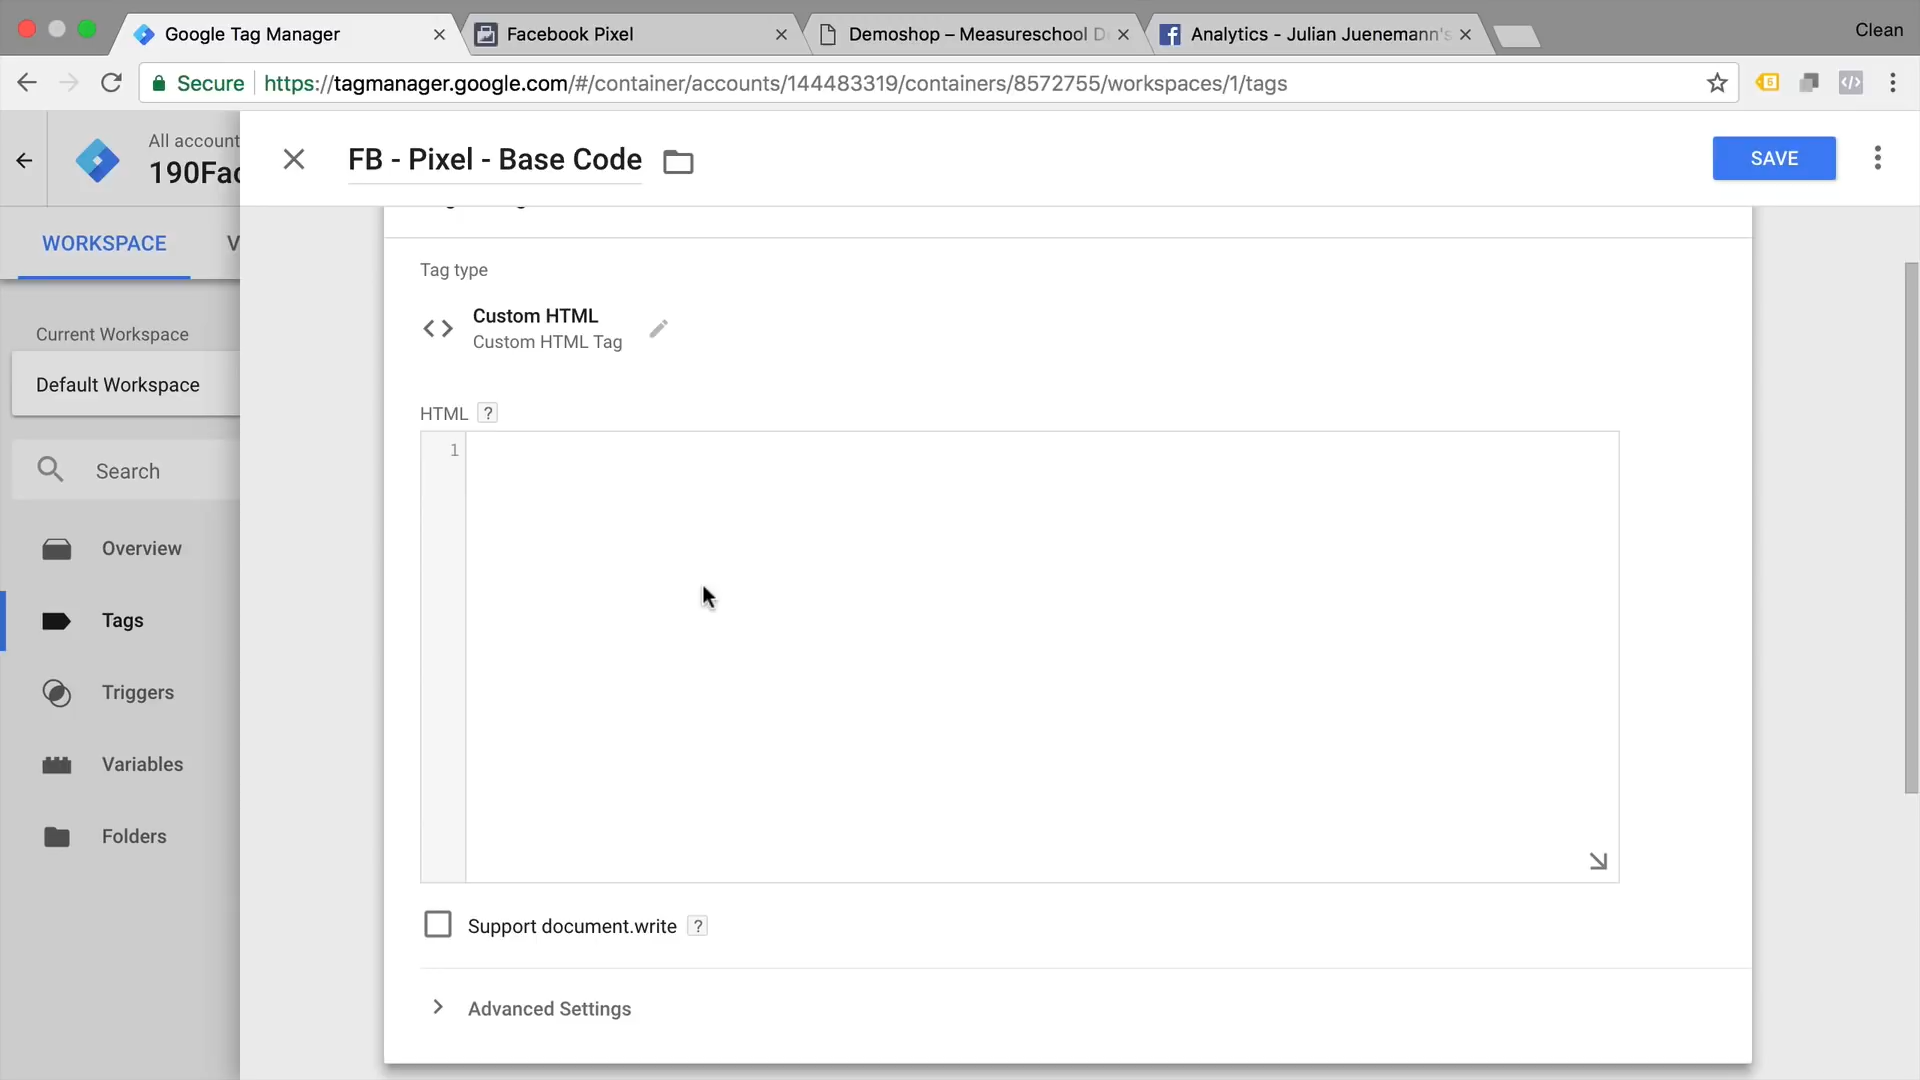 Google Tag Manager
Facebook Pixel
Demoshop – Measureschool D
Analytics - Julian Juenemann's
Clean
Secure
https://tagmanager.google.com/#/container/accounts/144483319/containers/8572755/workspaces/1/tags
6
All account
190Fac
FB - Pixel - Base Code
SAVE
WORKSPACE
V
Tag type
Custom HTML
Custom HTML Tag
Current Workspace
Default Workspace
HTML ?
1
Search
Overview
Tags
Triggers
Variables
Folders
Support document.write ?
Advanced Settings